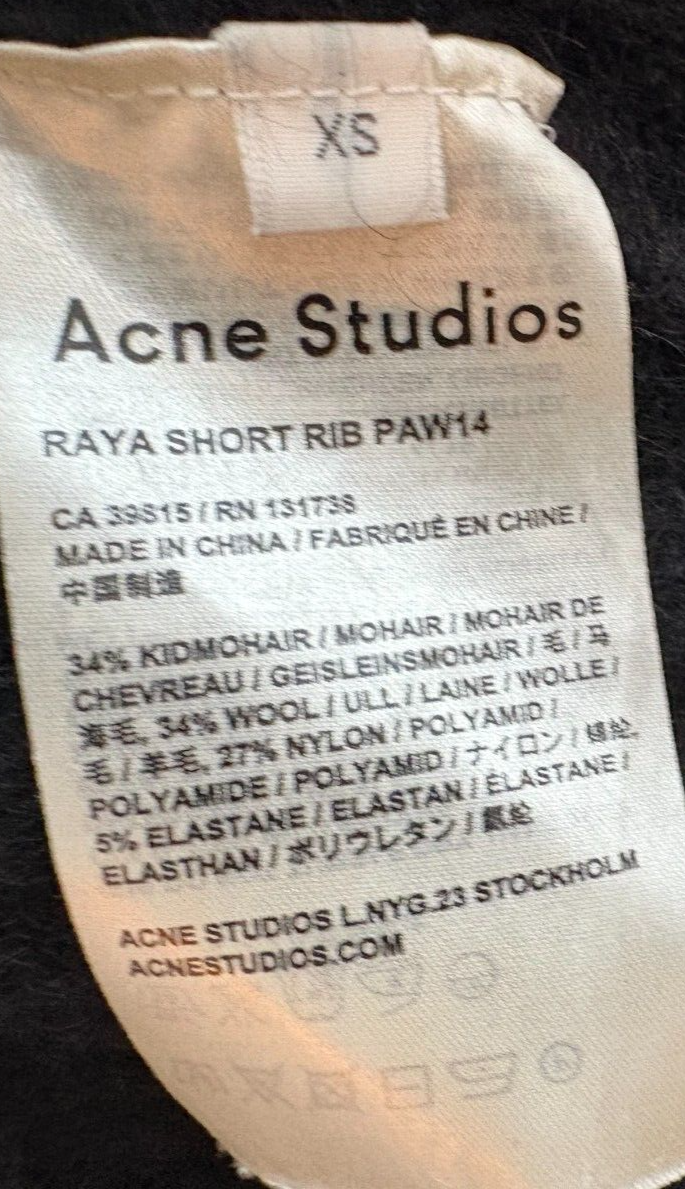 XS
Acne Studios
RAYA SHORT RIB PAW14
CA 39815 / RN 131738
MADE IN CHINA / FABRIQUÉ EN CHINE /
中国制造
34% KIDMOHAIR / MOHAIR / MOHAIR DE
CHEVREAU / GEISLEINSMOHAIR / 毛 / 马
海毛, 34% WOOL / ULL / LAINE / WOLLE /
毛 / 羊毛, 27% NYLON / POLYAMID /
POLYAMIDE / POLYAMID / ナイロン / 锦纶,
5% ELASTANE / ELASTAN / ÉLASTANE /
ELASTHAN / ポリウレタン / 氨纶
ACNE STUDIOS L.NYG.23 STOCKHOLM
ACNESTUDIOS.COM